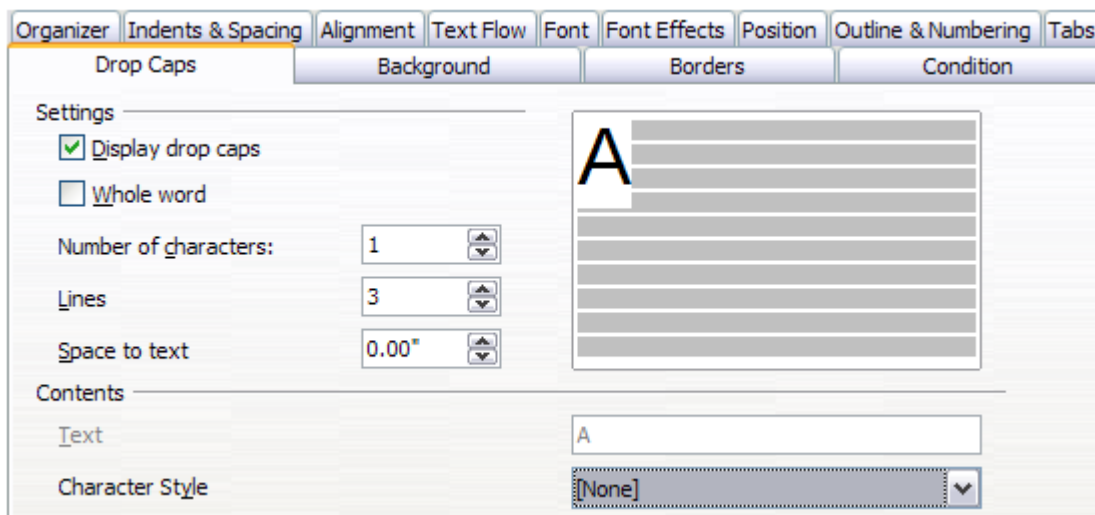 Organizer Indents & Spacing Alignment Text Flow Font Font Effects Position Outline & Numbering Tabs
Drop Caps Background Borders Condition
Settings
Display drop caps
Whole word
Number of characters: 1
Lines 3
Space to text 0.00"
A
Contents
Text A
Character Style [None]